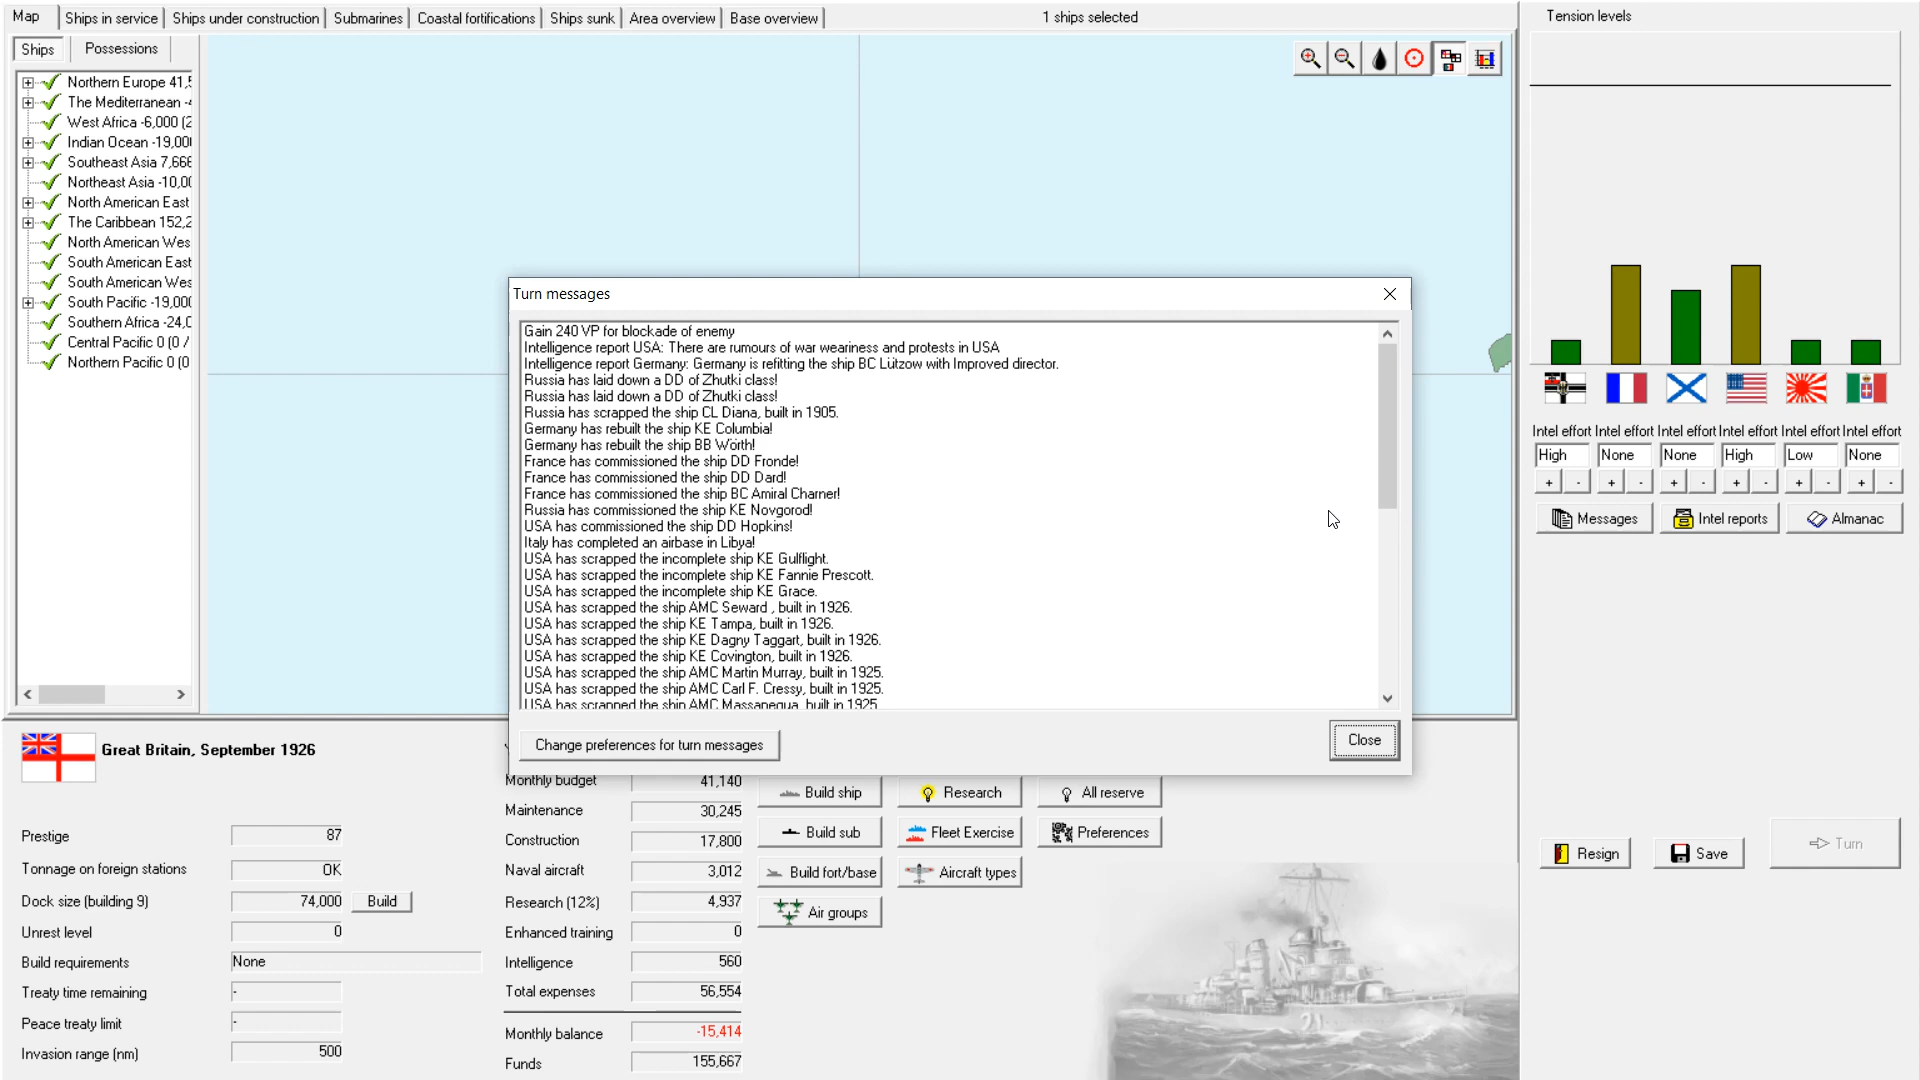 Map
Ships in service
Ships under construction
Submarines
Coastal fortifications
Ships sunk
Area overview
Base overview
1 ships selected
Tension levels
Ships
Possessions
Northern Europe 41,5
The Mediterranean -4
West Africa -6,000 (2
Indian Ocean -19,000
Southeast Asia 7,666
Northeast Asia -10,00
North American East
The Caribbean 152,2
North American Wes
South American East
South American Wes
South Pacific -19,000
Southern Africa -24,0
Central Pacific 0 (0 /
Northern Pacific 0 (0
Turn messages
Gain 240 VP for blockade of enemy
Intelligence report USA: There are rumours of war weariness and protests in USA
Intelligence report Germany: Germany is refitting the ship BC Lützow with Improved director.
Russia has laid down a DD of Zhutki class!
Russia has laid down a DD of Zhutki class!
Russia has scrapped the ship CL Diana, built in 1905.
Germany has rebuilt the ship KE Columbia!
Germany has rebuilt the ship BB Wörth!
France has commissioned the ship DD Fronde!
France has commissioned the ship DD Dard!
France has commissioned the ship BC Amiral Charner!
Russia has commissioned the ship KE Novgorod!
USA has commissioned the ship DD Hopkins!
Italy has completed an airbase in Libya!
USA has scrapped the incomplete ship KE Gulflight.
USA has scrapped the incomplete ship KE Fannie Prescott.
USA has scrapped the incomplete ship KE Grace.
USA has scrapped the ship AMC Seward , built in 1926.
USA has scrapped the ship KE Tampa, built in 1926.
USA has scrapped the ship KE Dagny Taggart, built in 1926.
USA has scrapped the ship KE Covington, built in 1926.
USA has scrapped the ship AMC Martin Murray, built in 1925.
USA has scrapped the ship AMC Carl F. Cressy, built in 1925.
USA has scrapped the ship AMC Massapequa, built in 1925.
Change preferences for turn messages
Close
Intel effort Intel effort Intel effort Intel effort Intel effort Intel effort
High None None High Low None
+ - + - + - + - + - + -
Messages
Intel reports
Almanac
Great Britain, September 1926
Prestige 87
Tonnage on foreign stations OK
Dock size (building 9) 74,000 Build
Unrest level 0
Build requirements None
Treaty time remaining -
Peace treaty limit -
Invasion range (nm) 500
Monthly budget 41,140
Maintenance 30,245
Construction 17,800
Naval aircraft 3,012
Research (12%) 4,937
Enhanced training 0
Intelligence 560
Total expenses 56,554
Monthly balance -15,414
Funds 155,667
Build ship
Research
All reserve
Build sub
Fleet Exercise
Preferences
Build fort/base
Aircraft types
Air groups
Resign
Save
Turn
21